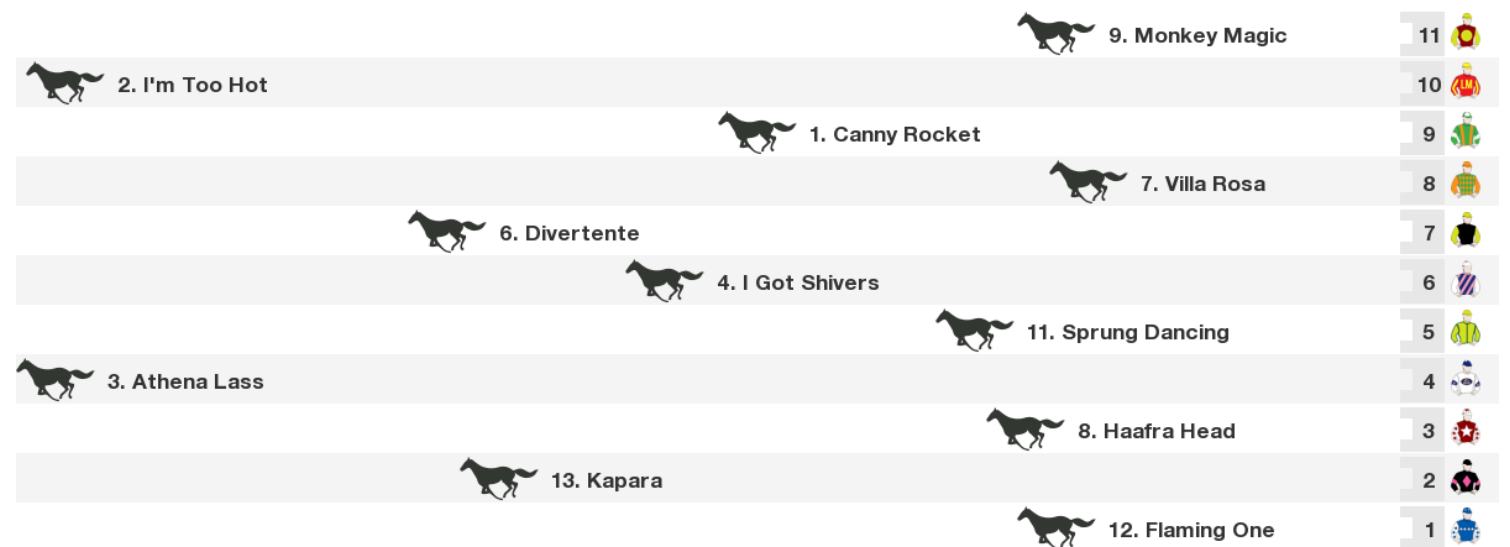 9. Monkey Magic 11
2. I'm Too Hot 10 LM
1. Canny Rocket 9
7. Villa Rosa 8
6. Divertente 7
4. I Got Shivers 6
11. Sprung Dancing 5
3. Athena Lass 4
8. Haafra Head 3
13. Kapara 2
12. Flaming One 1